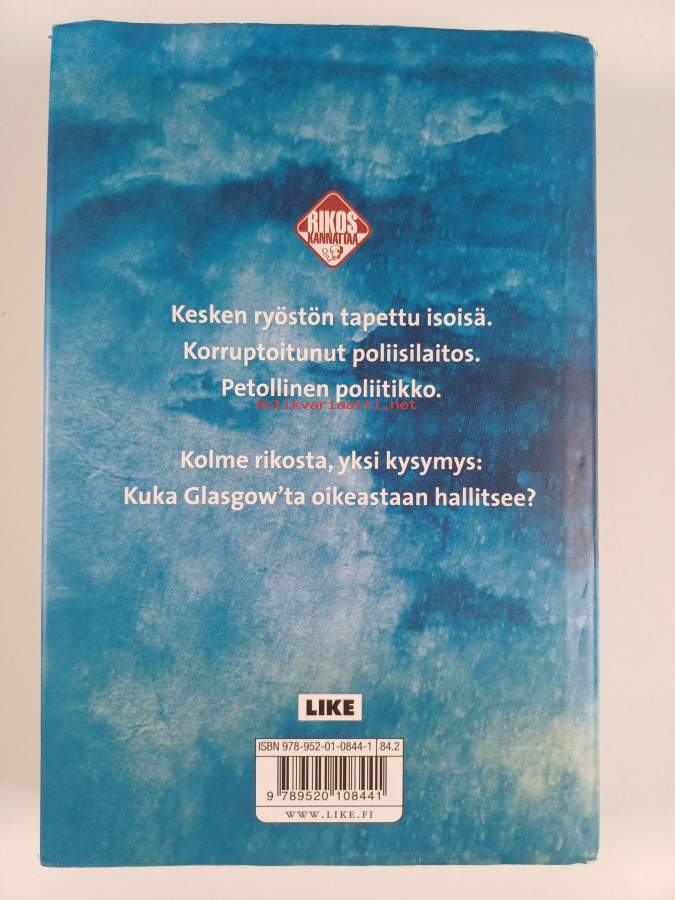 RIKOS
KANNATTAA
Kesken ryöstön tapettu isoisä.
Korruptoitunut poliisilaitos.
Petollinen poliitikko.
Antikvariaatti.net
Kolme rikosta, yksi kysymys:
Kuka Glasgow'ta oikeastaan hallitsee?
LIKE
ISBN 978-952-01-0844-1 84.2
9 789520 108441
WWW.LIKE.FI